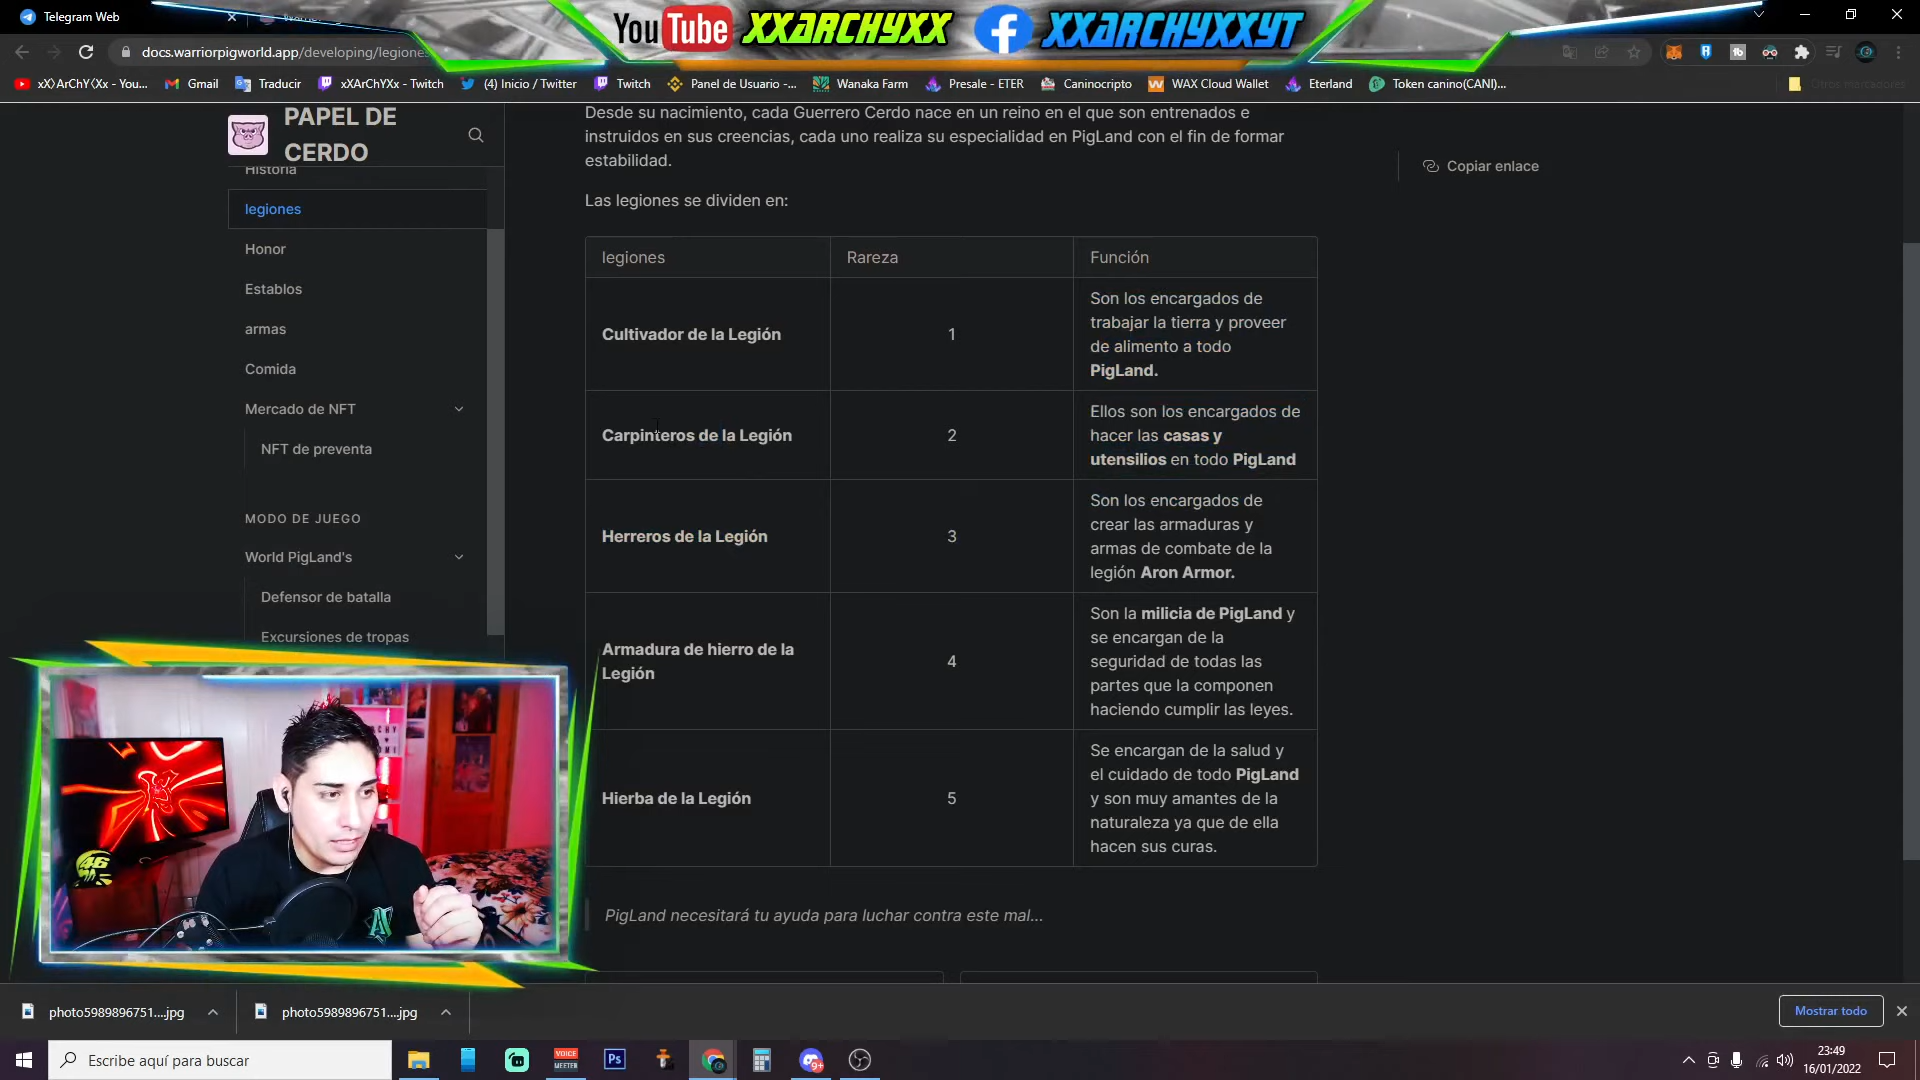 Telegram Web
YouTube xXArChYXx
xXArChYXxYT
docs.warriorpigworld.app/developing/legione
xX〉ArChY〈Xx - You...
Gmail
Traducir
xXArChYXx - Twitch
(4) Inicio / Twitter
Twitch
Panel de Usuario -...
Wanaka Farm
Presale - ETER
Caninocripto
WAX Cloud Wallet
Eterland
Token canino(CANI)...
Otros marcadores
PAPEL DE
CERDO
Historia
legiones
Honor
Establos
armas
Comida
Mercado de NFT
NFT de preventa
MODO DE JUEGO
World PigLand's
Defensor de batalla
Excursiones de tropas
Desde su nacimiento, cada Guerrero Cerdo nace en un reino en el que son entrenados e
instruidos en sus creencias, cada uno realiza su especialidad en PigLand con el fin de formar
estabilidad.
Las legiones se dividen en:
Copiar enlace
legiones
Rareza
Función
Cultivador de la Legión
1
Son los encargados de
trabajar la tierra y proveer
de alimento a todo
PigLand.
Carpinteros de la Legión
2
Ellos son los encargados de
hacer las casas y
utensilios en todo PigLand
Herreros de la Legión
3
Son los encargados de
crear las armaduras y
armas de combate de la
legión Aron Armor.
Armadura de hierro de la
Legión
4
Son la milicia de PigLand y
se encargan de la
seguridad de todas las
partes que la componen
haciendo cumplir las leyes.
Hierba de la Legión
5
Se encargan de la salud y
el cuidado de todo PigLand
y son muy amantes de la
naturaleza ya que de ella
hacen sus curas.
PigLand necesitará tu ayuda para luchar contra este mal...
46
photo5989896751....jpg
photo5989896751....jpg
Mostrar todo
Escribe aquí para buscar
VOICE
MEETER
Ps
9+
23:49
16/01/2022